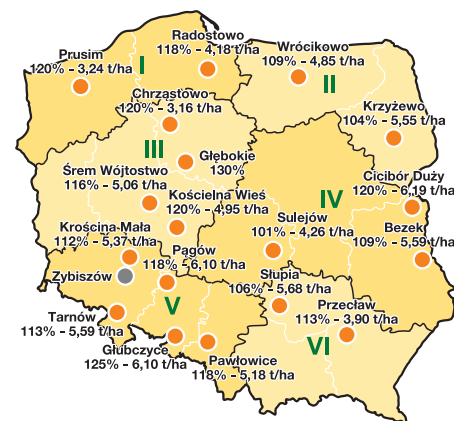 Radostowo
118% - 4,18 t/ha
Prusim
120% - 3,24 t/ha
I
Wrócikowo
109% - 4,85 t/ha
II
Chrząstowo
120% - 3,16 t/ha
Krzyżewo
104% - 5,55 t/ha
III
Głębokie
130%
Śrem Wójtostwo
116% - 5,06 t/ha
Cicibór Duży
120% - 6,19 t/ha
Kościelna Wieś
120% - 4,95 t/ha
IV
Sulejów
101% - 4,26 t/ha
Krościna Mała
112% - 5,37 t/ha
Bezek
109% - 5,59 t/ha
Pągów
118% - 6,10 t/ha
Zybiszów
Słupia
106% - 5,68 t/ha
V
Przecław
113% - 3,90 t/ha
Tarnów
113% - 5,59 t/ha
Głubczyce
125% - 6,10 t/ha
VI
Pawłowice
118% - 5,18 t/ha